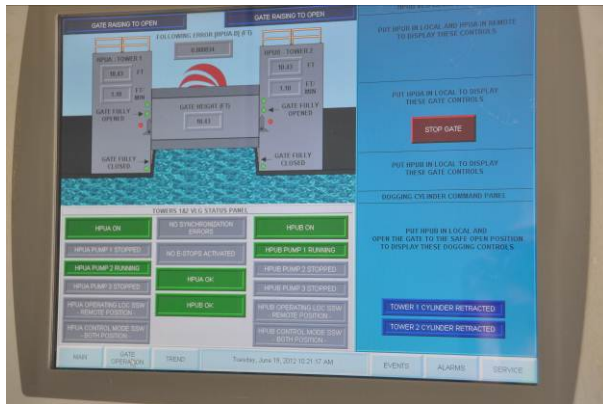 GATE RAISING TO OPEN
GATE RAISING TO OPEN
FOLLOWING ERROR (HPUA-B) (FT)
HPUA - TOWER 1
HPUB - TOWER 2
10.43 FT
10.43 FT
1.10 FT/
MIN
1.10 FT/
MIN
GATE HEIGHT (FT)
10.43
GATE FULLY
OPENED
GATE FULLY
OPENED
GATE FULLY
CLOSED
GATE FULLY
CLOSED
PUT HPUB IN LOCAL AND HPUA IN REMOTE
TO DISPLAY THESE CONTROLS
PUT HPUA IN LOCAL TO DISPLAY
THESE GATE CONTROLS
STOP GATE
PUT HPUB IN LOCAL TO DISPLAY
THESE GATE CONTROLS
DOGGING CYLINDER COMMAND PANEL
PUT HPUB IN LOCAL AND
OPEN THE GATE TO THE SAFE OPEN POSITION
TO DISPLAY THESE DOGGING CONTROLS
TOWER 1 CYLINDER RETRACTED
TOWER 2 CYLINDER RETRACTED
TOWERS 1&2 VLG STATUS PANEL
HPUA ON
NO SYNCHRONIZATION
ERRORS
HPUB ON
HPUA PUMP 1 STOPPED
NO E-STOPS ACTIVATED
HPUB PUMP 1 RUNNING
HPUA PUMP 2 RUNNING
HPUA OK
HPUB PUMP 2 STOPPED
HPUA PUMP 3 STOPPED
HPUB OK
HPUB PUMP 3 STOPPED
HPUA OPERATING LOC SSW
- REMOTE POSITION -
HPUB OPERATING LOC SSW
- REMOTE POSITION -
HPUA CONTROL MODE SSW
- BOTH POSITION -
HPUB CONTROL MODE SSW
- BOTH POSITION -
MAIN
GATE
OPERATION
TREND
Tuesday, June 19, 2012 10:21:17 AM
EVENTS
ALARMS
SERVICE